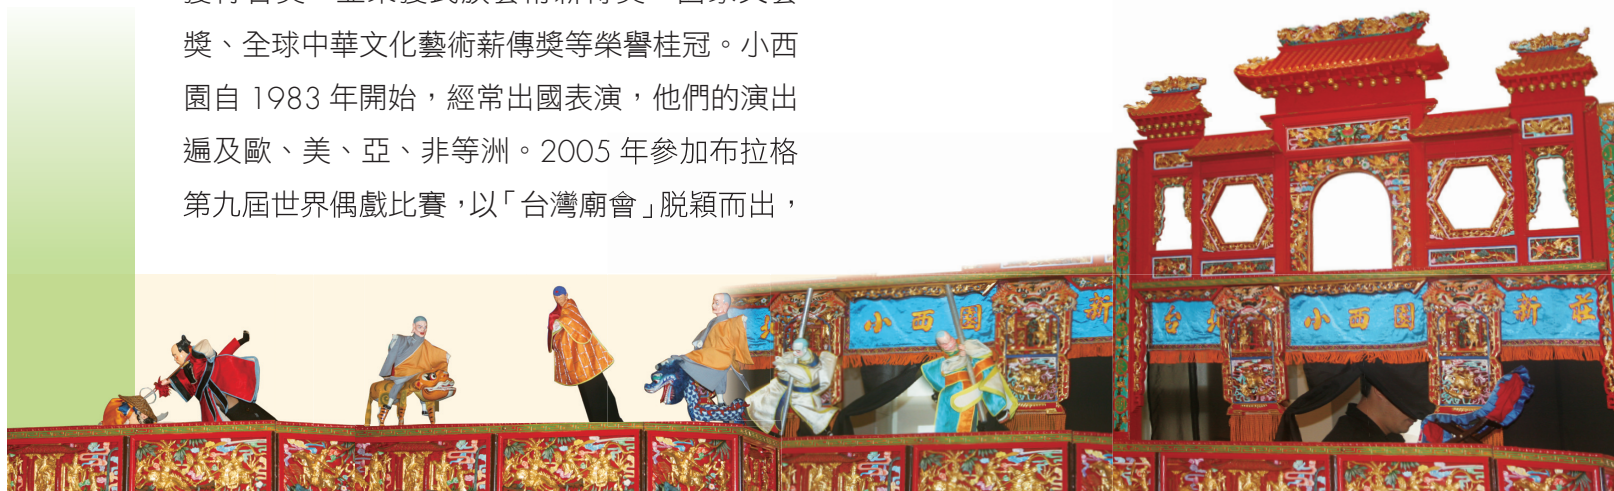 獎、全球中華文化藝術薪傳獎等榮譽桂冠。小西
園自 1983 年開始，經常出國表演，他們的演出
遍及歐、美、亞、非等洲。2005 年參加布拉格
第九屆世界偶戲比賽，以「台灣廟會」脫穎而出，
小西園 新
台 小西園 新莊